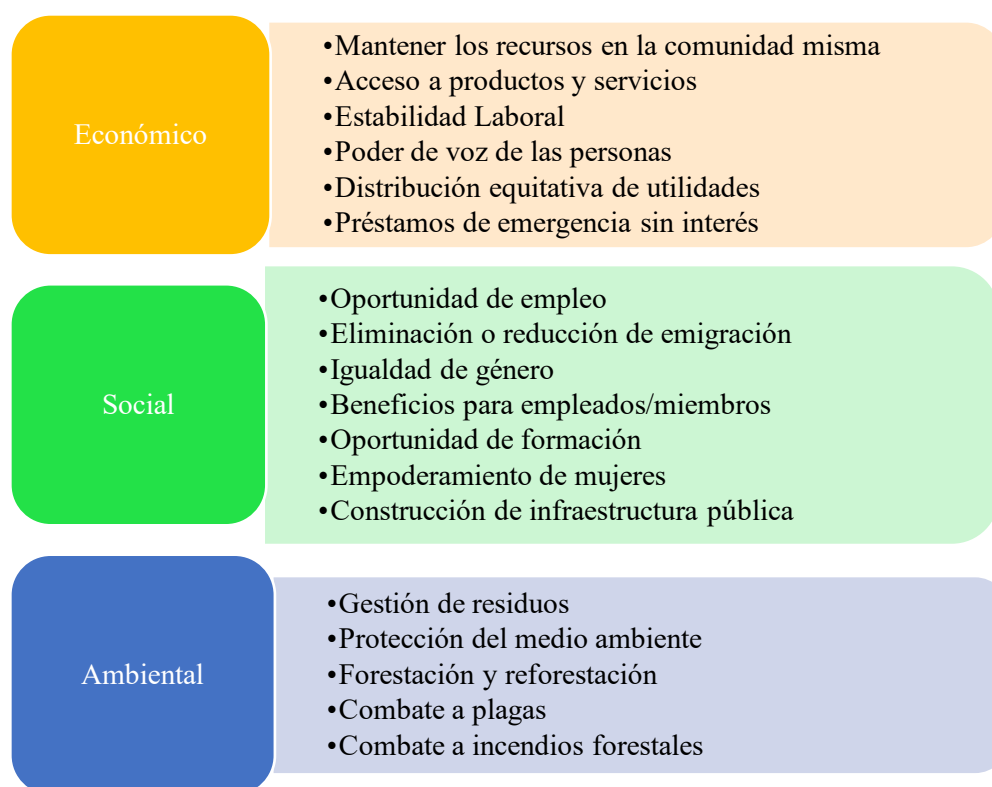 Económico
•Mantener los recursos en la comunidad misma
•Acceso a productos y servicios
•Estabilidad Laboral
•Poder de voz de las personas
•Distribución equitativa de utilidades
•Préstamos de emergencia sin interés
Social
•Oportunidad de empleo
•Eliminación o reducción de emigración
•Igualdad de género
•Beneficios para empleados/miembros
•Oportunidad de formación
•Empoderamiento de mujeres
•Construcción de infraestructura pública
Ambiental
•Gestión de residuos
•Protección del medio ambiente
•Forestación y reforestación
•Combate a plagas
•Combate a incendios forestales